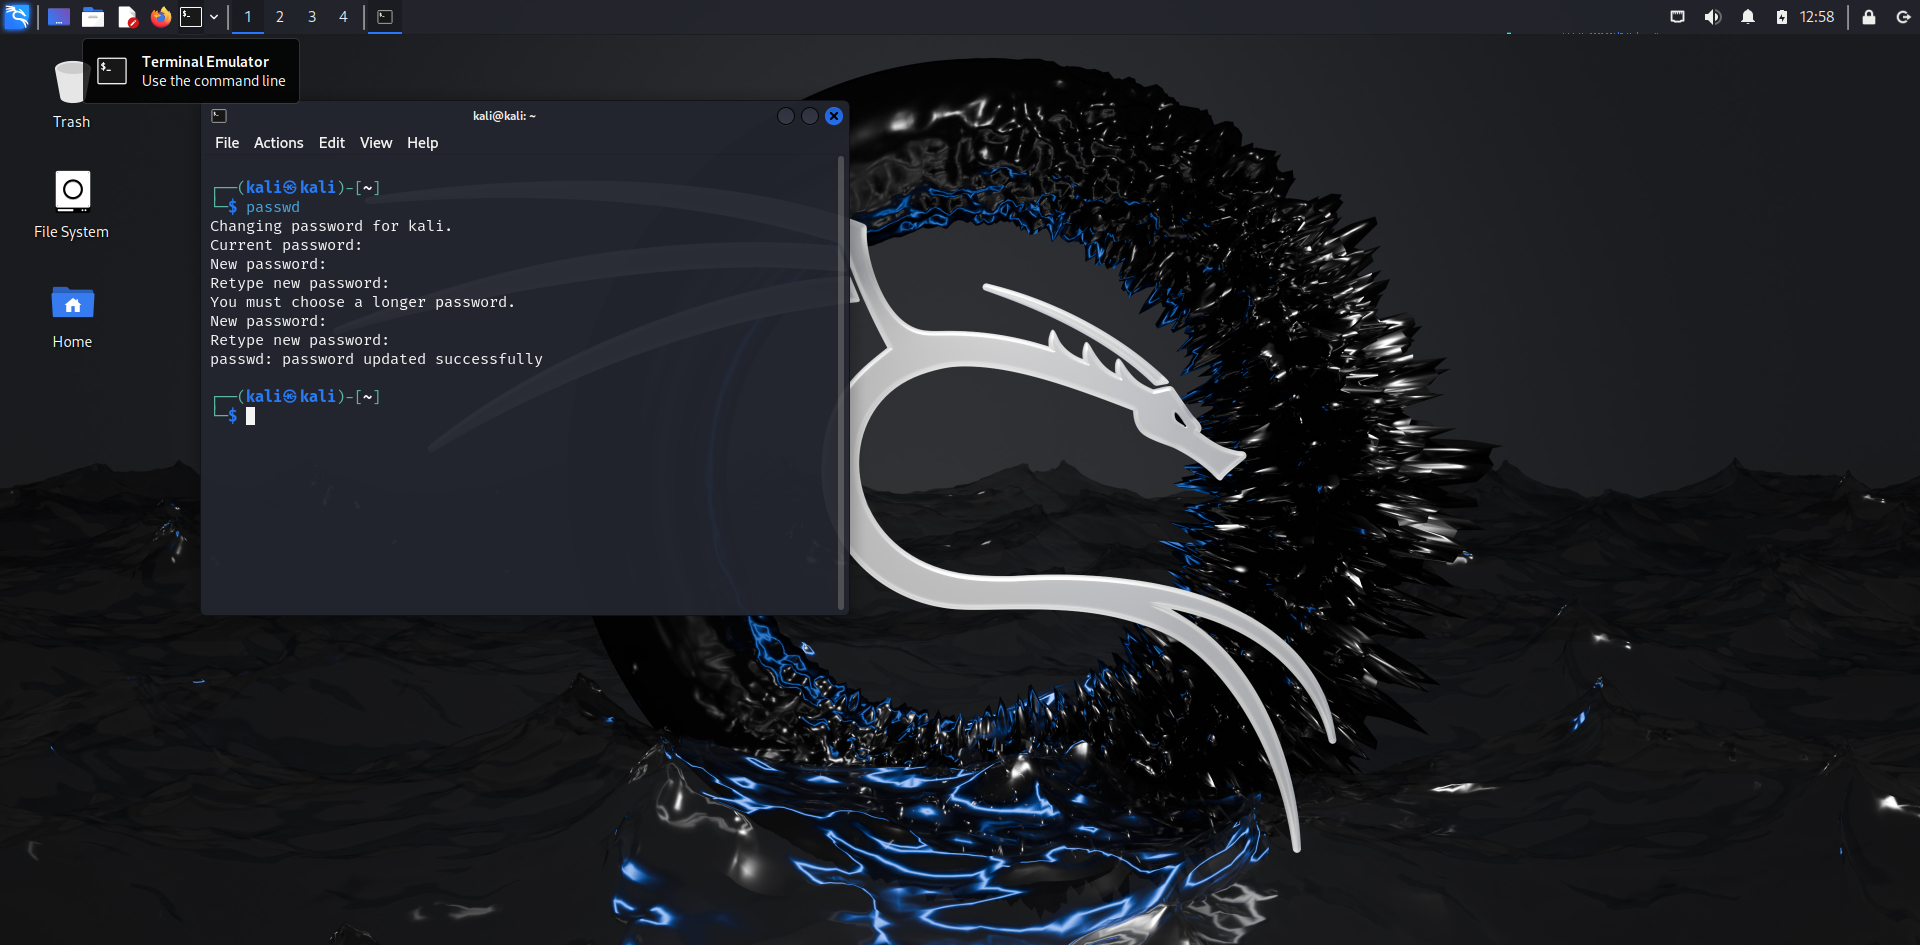 1 2 3 4
12:58
Terminal Emulator
Use the command line
Trash
File System
Home
kali@kali: ~
File Actions Edit View Help
┌──(kali㉿kali)-[~]
└─$ passwd
Changing password for kali.
Current password:
New password:
Retype new password:
You must choose a longer password.
New password:
Retype new password:
passwd: password updated successfully
┌──(kali㉿kali)-[~]
└─$